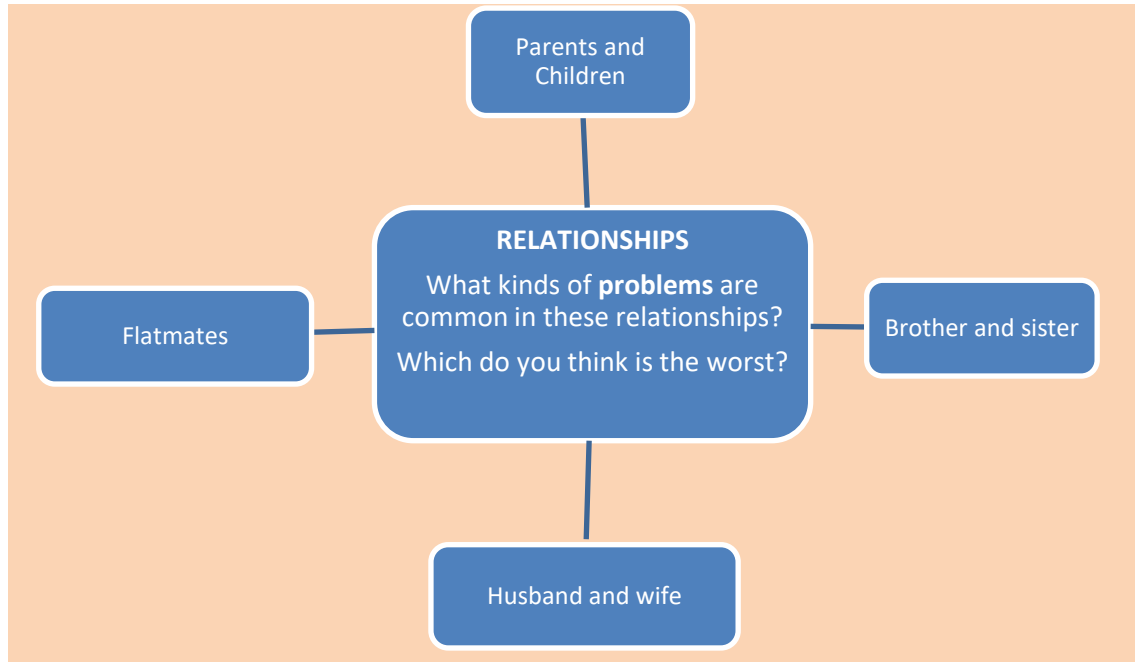 Parents and
Children
RELATIONSHIPS
What kinds of problems are
common in these relationships?
Which do you think is the worst?
Flatmates
Brother and sister
Husband and wife